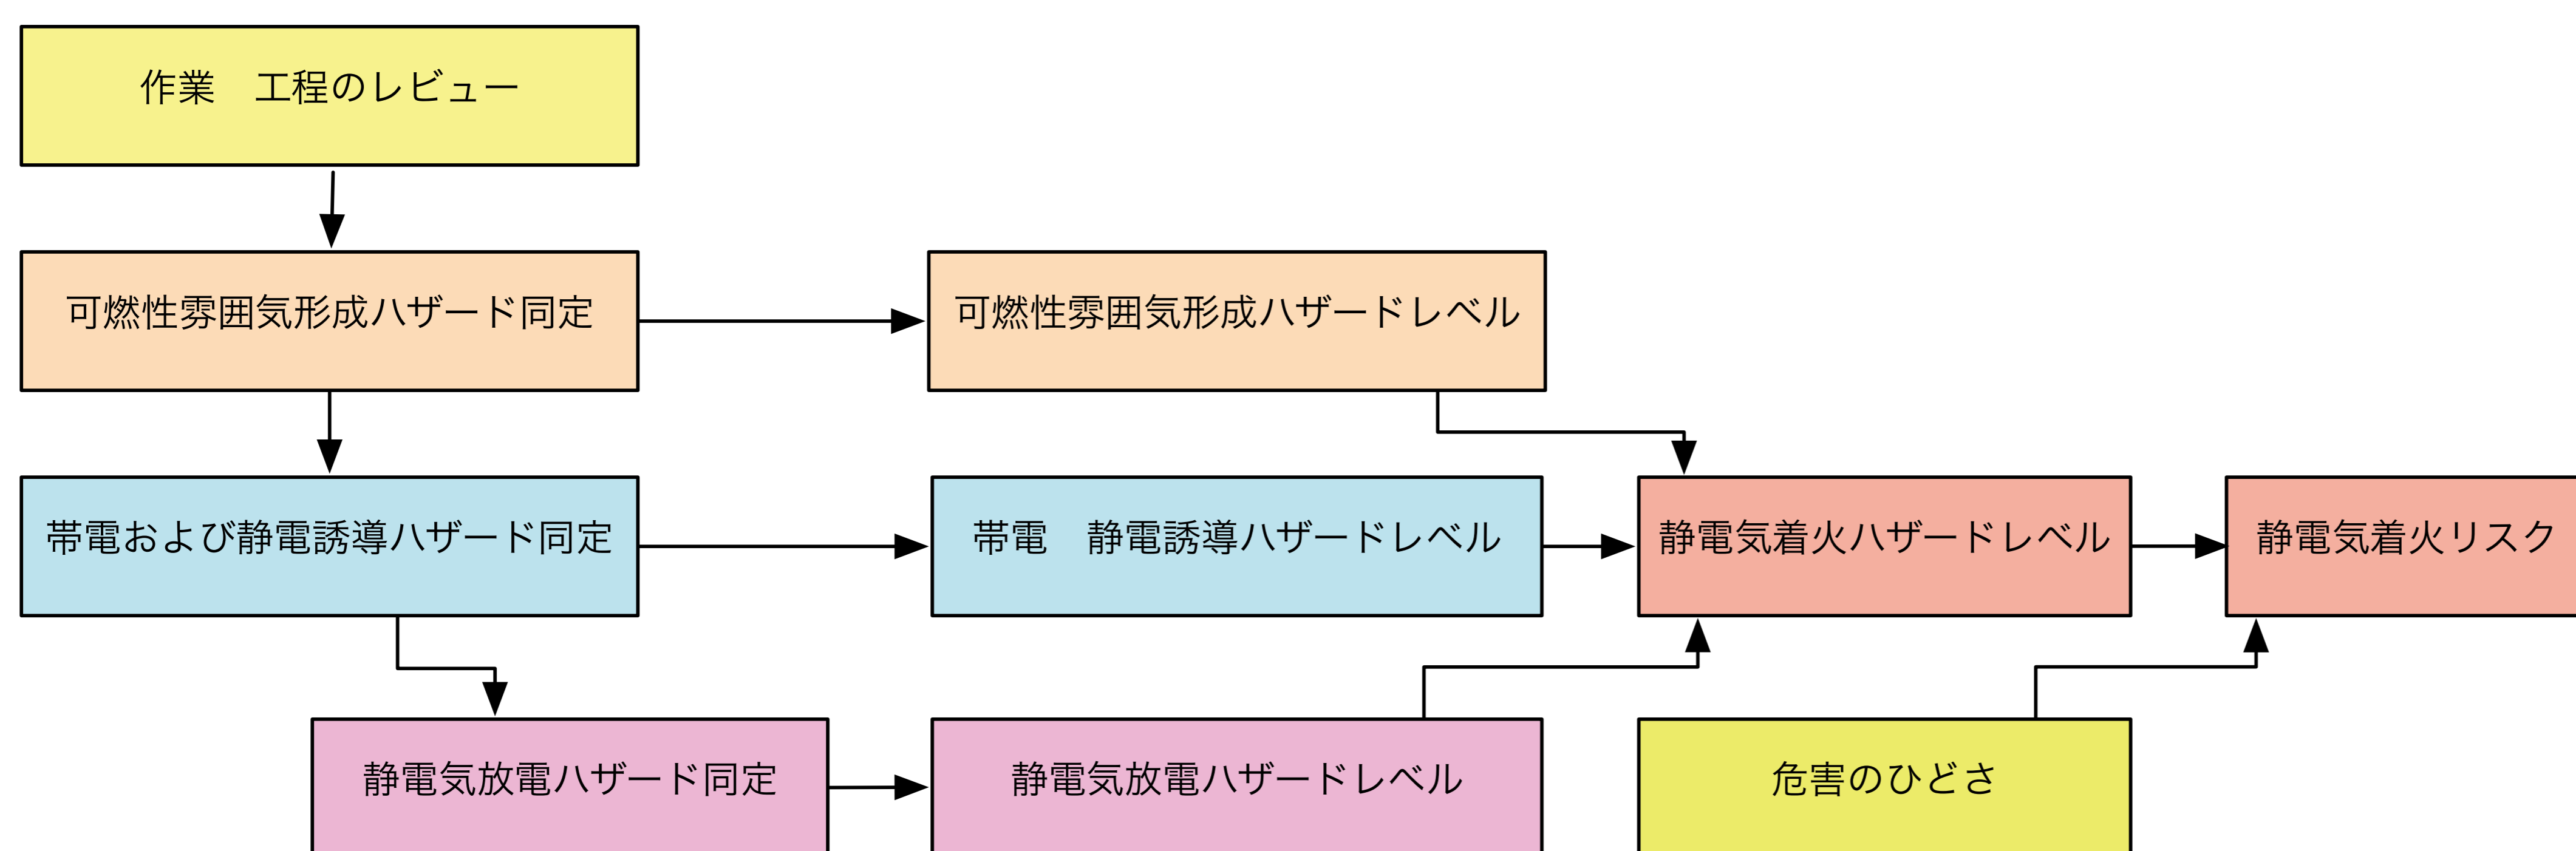 作業　工程のレビュー
可燃性雰囲気形成ハザード同定
可燃性雰囲気形成ハザードレベル
帯電および静電誘導ハザード同定
帯電　静電誘導ハザードレベル
静電気着火ハザードレベル
静電気着火リスク
静電気放電ハザード同定
静電気放電ハザードレベル
危害のひどさ